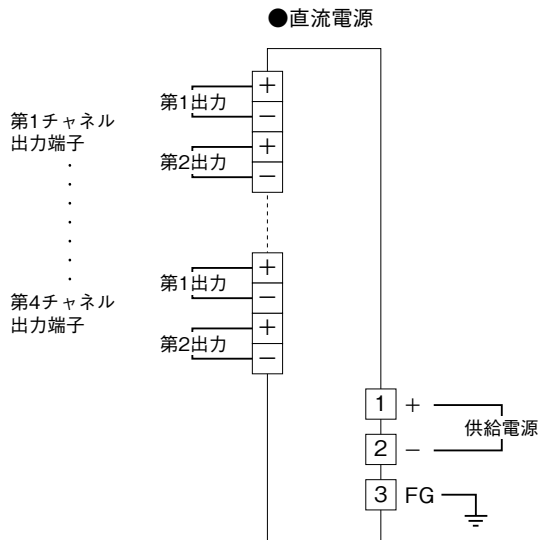 ●直流電源
第1チャネル
出力端子
第1出力
+
−
第2出力
+
−
第4チャネル
出力端子
第1出力
+
−
第2出力
+
−
1 +
2 −
供給電源
3 FG